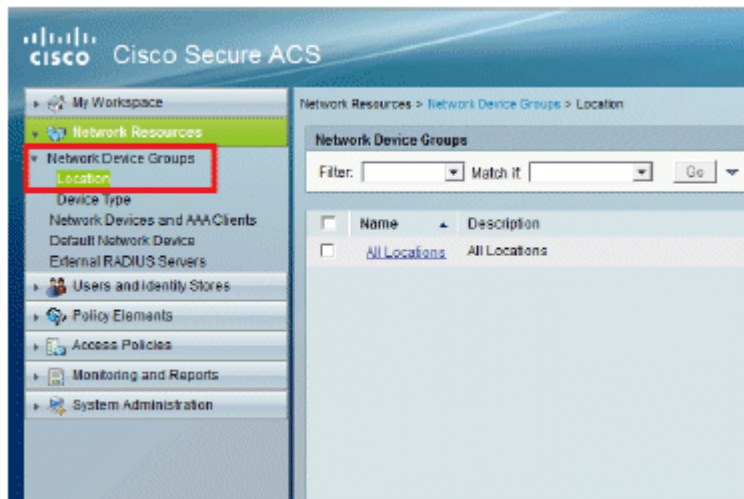 cisco Cisco Secure ACS
My Workspace
Network Resources
Network Device Groups
Location
Device Type
Network Devices and AAA Clients
Default Network Device
External RADIUS Servers
Users and Identity Stores
Policy Elements
Access Policies
Monitoring and Reports
System Administration
Network Resources > Network Device Groups > Location
Network Device Groups
Filter: Match if: Go
Name Description
All Locations All Locations